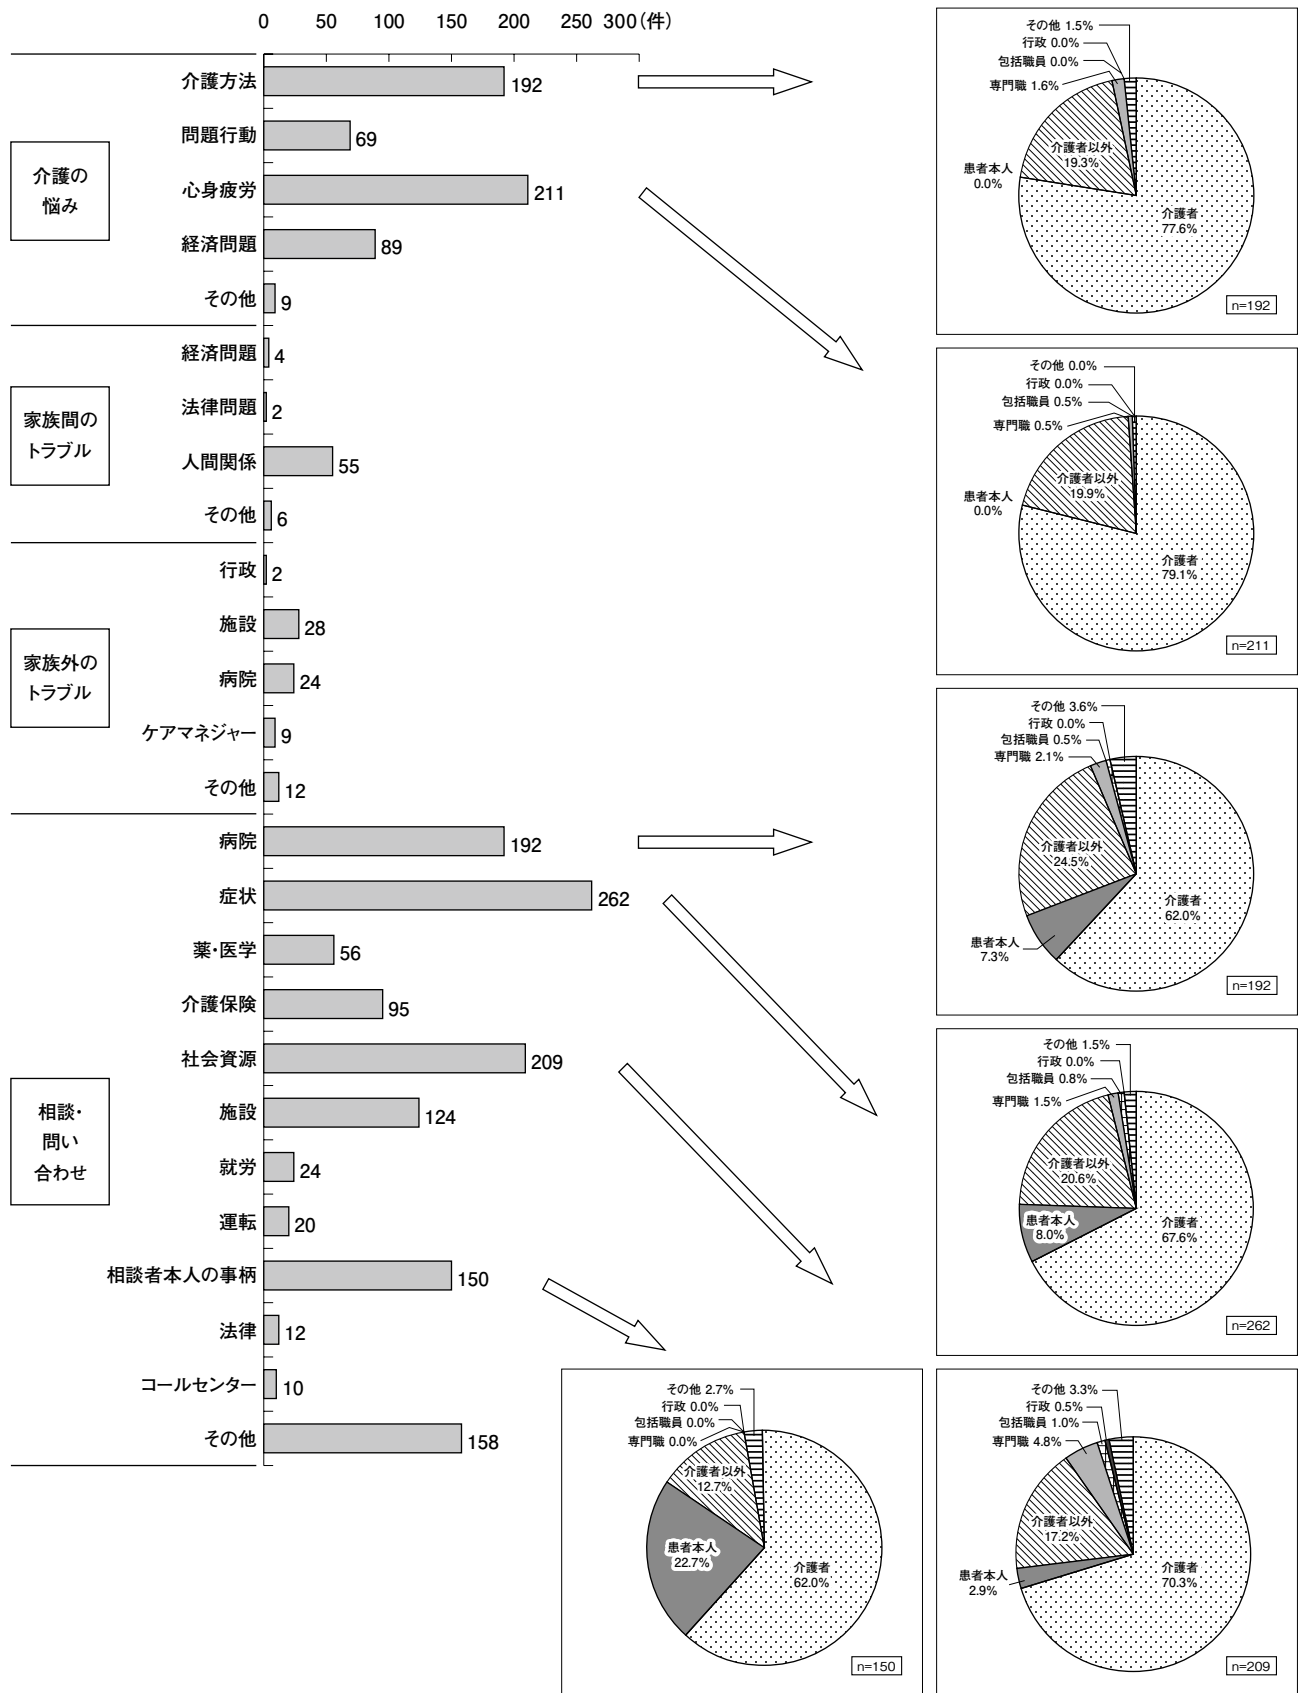 0 50 100 150 200 250 300(件)
介護の
悩み
介護方法 192
問題行動 69
心身疲労 211
経済問題 89
その他 9
家族間の
トラブル
経済問題 4
法律問題 2
人間関係 55
その他 6
家族外の
トラブル
行政 2
施設 28
病院 24
ケアマネジャー 9
その他 12
相談・
問い
合わせ
病院 192
症状 262
薬・医学 56
介護保険 95
社会資源 209
施設 124
就労 24
運転 20
相談者本人の事柄 150
法律 12
コールセンター 10
その他 158
その他 1.5%
行政 0.0%
包括職員 0.0%
専門職 1.6%
介護者以外
19.3%
患者本人
0.0%
介護者
77.6%
n=192
その他 0.0%
行政 0.0%
包括職員 0.5%
専門職 0.5%
介護者以外
19.9%
患者本人
0.0%
介護者
79.1%
n=211
その他 3.6%
行政 0.0%
包括職員 0.5%
専門職 2.1%
介護者以外
24.5%
患者本人
7.3%
介護者
62.0%
n=192
その他 1.5%
行政 0.0%
包括職員 0.8%
専門職 1.5%
介護者以外
20.6%
患者本人
8.0%
介護者
67.6%
n=262
その他 2.7%
行政 0.0%
包括職員 0.0%
専門職 0.0%
介護者以外
12.7%
患者本人
22.7%
介護者
62.0%
n=150
その他 3.3%
行政 0.5%
包括職員 1.0%
専門職 4.8%
介護者以外
17.2%
患者本人
2.9%
介護者
70.3%
n=209